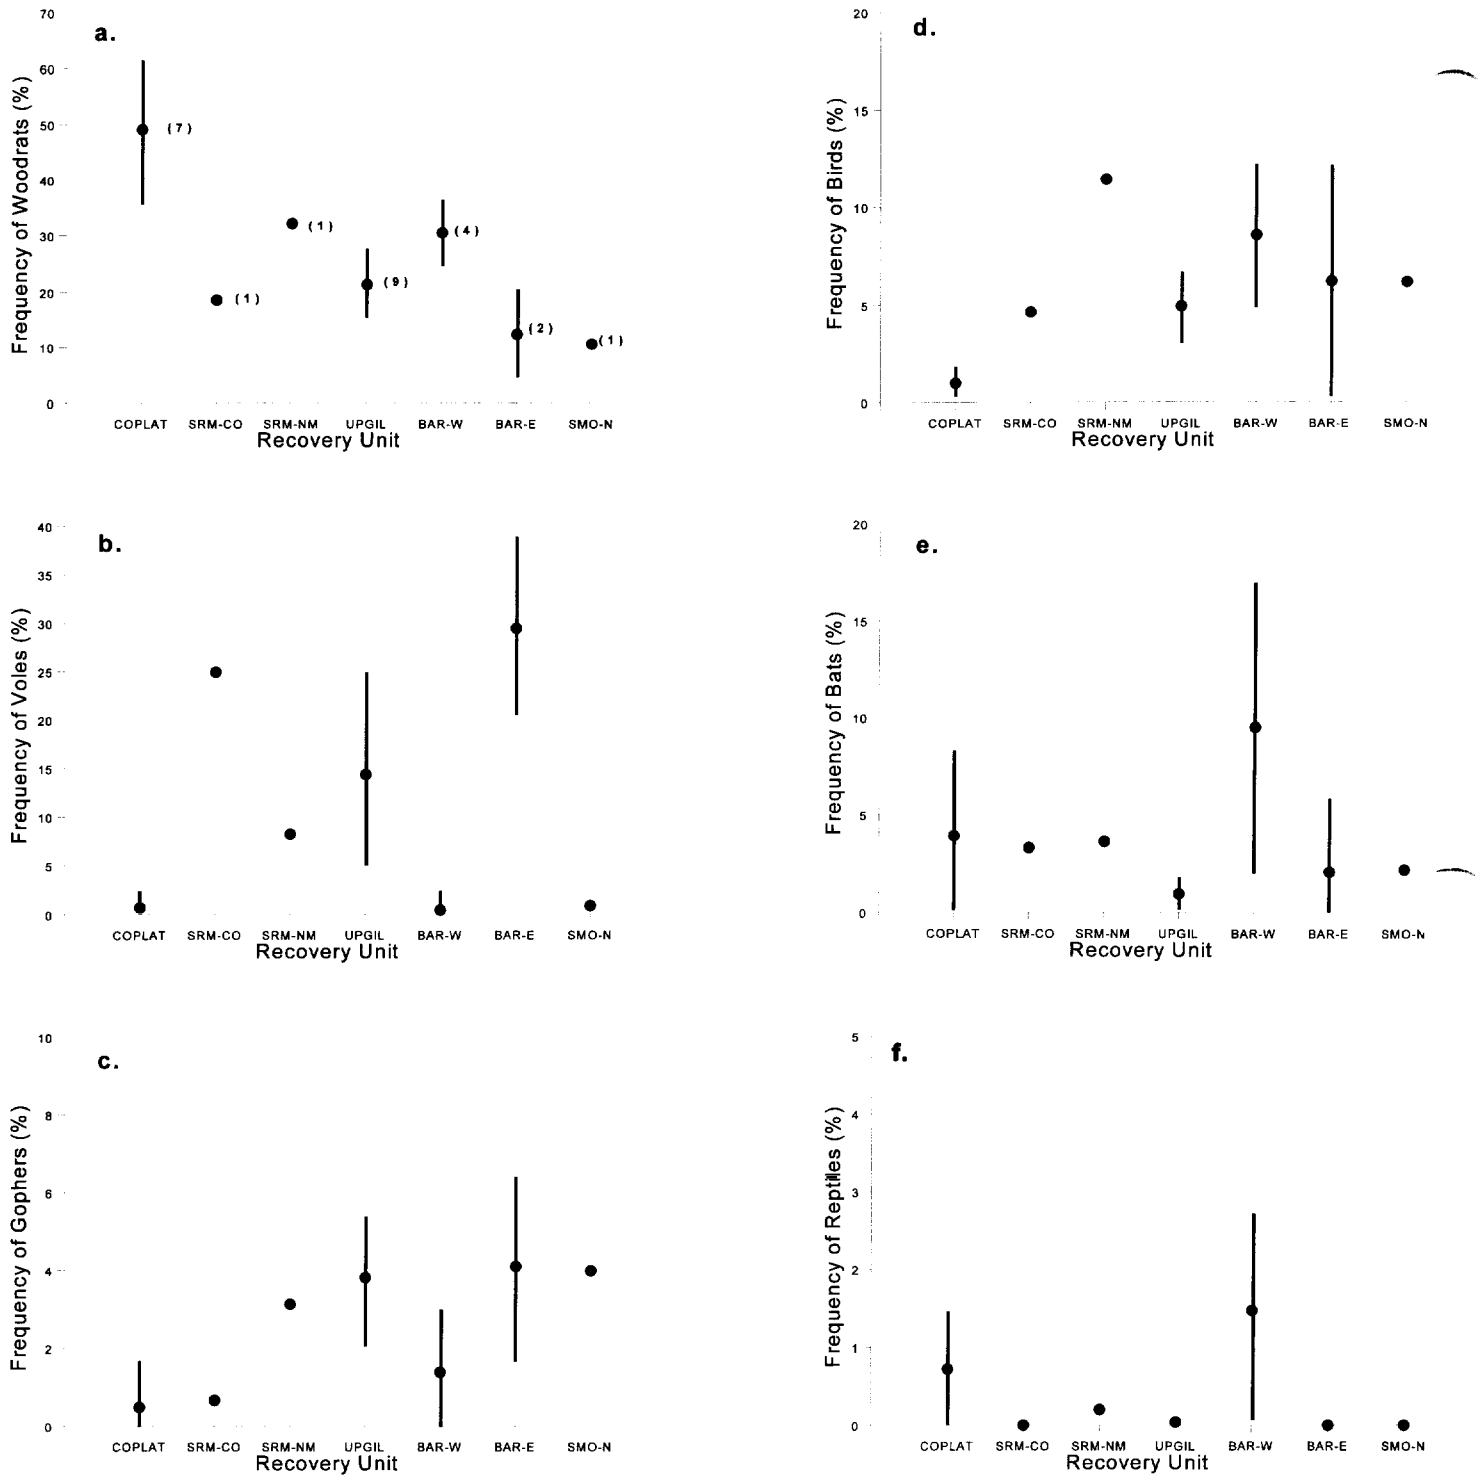 a.
Frequency of Woodrats (%)
70
60
50
40
30
20
10
0
(7)
(1)
(1)
(9)
(4)
(2)
(1)
COPLAT SRM-CO SRM-NM UPGIL BAR-W BAR-E SMO-N
Recovery Unit
d.
Frequency of Birds (%)
20
15
10
5
0
COPLAT SRM-CO SRM-NM UPGIL BAR-W BAR-E SMO-N
Recovery Unit
b.
Frequency of Voles (%)
40
35
30
25
20
15
10
5
0
COPLAT SRM-CO SRM-NM UPGIL BAR-W BAR-E SMO-N
Recovery Unit
e.
Frequency of Bats (%)
20
15
10
5
0
COPLAT SRM-CO SRM-NM UPGIL BAR-W BAR-E SMO-N
Recovery Unit
c.
Frequency of Gophers (%)
10
8
6
4
2
0
COPLAT SRM-CO SRM-NM UPGIL BAR-W BAR-E SMO-N
Recovery Unit
f.
Frequency of Reptiles (%)
5
4
3
2
1
0
COPLAT SRM-CO SRM-NM UPGIL BAR-W BAR-E SMO-N
Recovery Unit